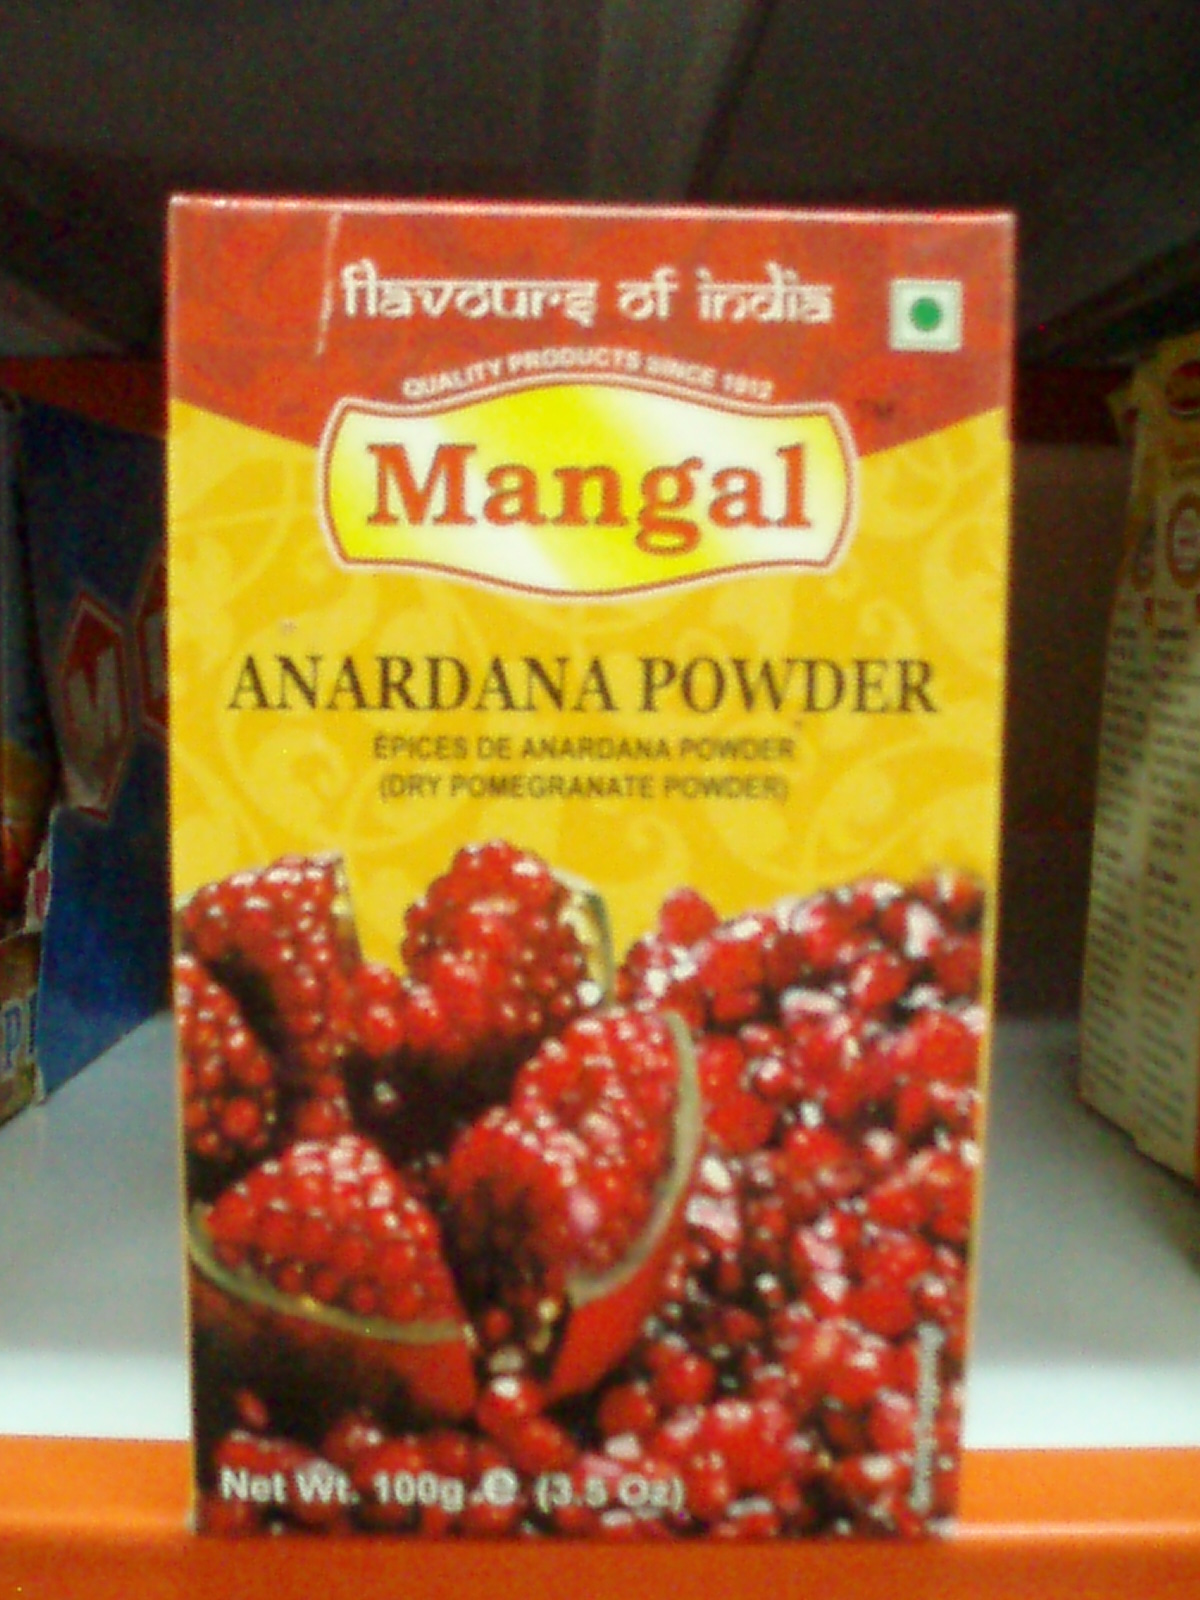 flavours of india
QUALITY PRODUCTS SINCE 1912
Mangal
TM
ANARDANA POWDER
ÉPICES DE ANARDANA POWDER
(DRY POMEGRANATE POWDER)
Net Wt. 100g ℮ (3.5 Oz)